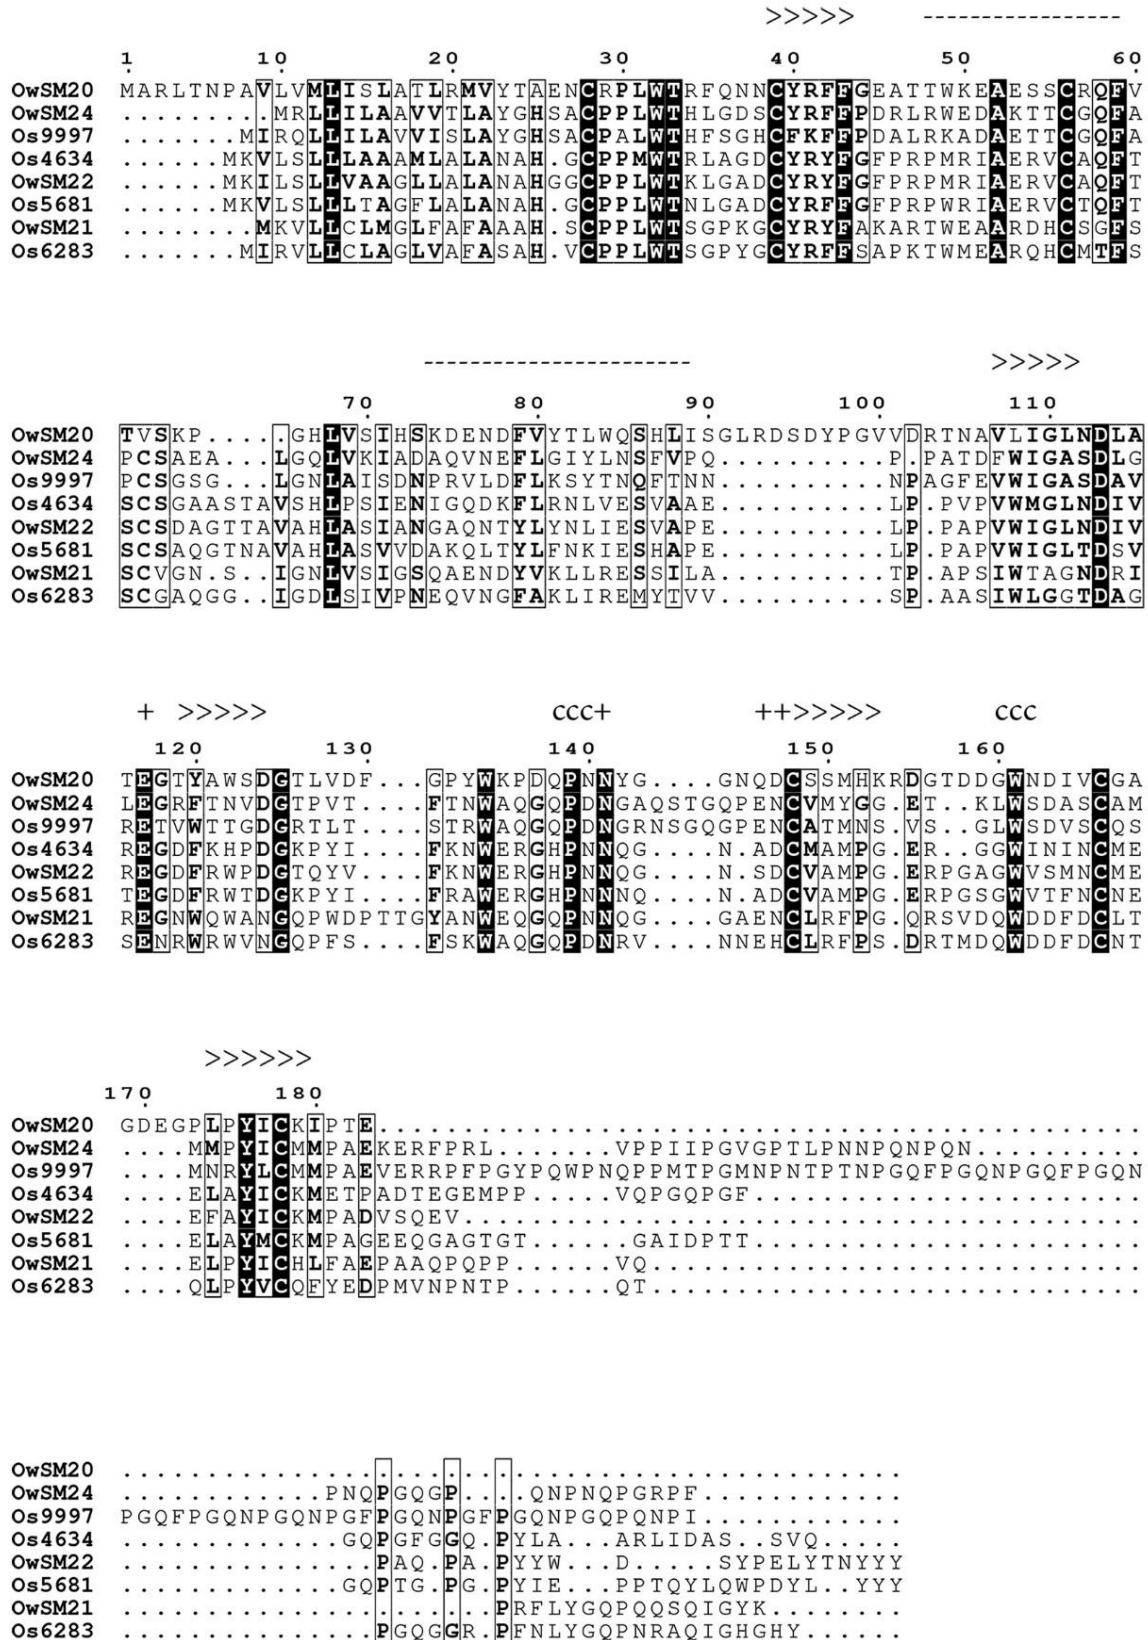 >>>>> -----------------
1 10 20 30 40 50 60
OwSM20 MARLTNPAVLVMLISLATLRMVYTAENCRPLWTRFQNNCYRFFGEATTWKEAESSCRQFV
OwSM24 .........MRLLILAAVVTLAYGHSACPPLWTHLGDSCYRFFPDRLRWEDAKTTCGQFA
Os9997 .......MIRQLLILAVVISLAYAAHSCPALWTHFSGHCFKFFPDALRKADAETTCGQFA
Os4634 ......MKVLSLLLLAAAMLALANAH.GCPPMWTRLAGDCYRYFGFPRPMRIAERVCAQFT
OwSM22 ......MKILSLLVAAGLLALANAHGGCPPLWTKLGADCYRYFGFPRPMRIAERVCAQFT
Os5681 ......MKVLSLLLLTAGFLALANAH.GCPPLWTNLGADCYRFFGFPRPWRIAERVCTQFT
OwSM21 ........MKVLLCLMGLFAFAAAH.SCPPLWTSGPKGCYRYFAKARTWEAARDHCSGFS
Os6283 .......MIRVLLCLAGLVAFASAH.VCPPLWTSGPYGCYRFFSAPKTWMEARQHCMTFS
----------------------- >>>>>
70 80 90 100 110
OwSM20 TVSKP.....GHLVSIHSKDENDFVYTLWQSHLISGLRDSDYPGVVDRTNAVLIGLNDLA
OwSM24 PCSAEA...LGQLVKIADAQVNEFLGIYLNSFVPQ..........P.PATDFWIGASDLG
Os9997 PCSGSG...LGNLAISDNPRVLDFLKSYTNQFTNN..........NPAGFEVWIGASDAV
Os4634 SCSGAASTAVSHLPSIENIGQDKFLRNLVESVAAE..........LP.PVPVWMGLNDIV
OwSM22 SCSDAGTTAVAHLASIANGAQNTYLYNLIESVAPE..........LP.PAPVWIGLNDIV
Os5681 SCSAQGTNAVAHLASVVDAKQLTYLFNKIESHAPE..........LP.PAPVWIGLTDSV
OwSM21 SCVGN.S..IGNLVSIGSQAENDYVKLLRESSILA..........TP.APSIWTAGNDRI
Os6283 SCGAQGG..IGDLSIVPNEQVNGFAKLIREMYTVV..........SP.AASIWLGGTDAG
+ >>>>> ccc+ ++>>>>> ccc
120 130 140 150 160
OwSM20 TEGTYAWSDGTLVDF...GPYWKPDQPNNYG....GNQDCSSMHKRDGTDDGWNDIVCGA
OwSM24 LEGRFTNVDGTPVT....FTNWAQGQPDNGAQSTGQPENCVMYGG.ET..KLWSDASCAM
Os9997 RETVWTTGDGRTLT....STRWAQGQPDNGRNSGQGPENCATMNS.VS..GLWSDVSCQS
Os4634 REGDFKHPDGKPYI....FKNWERGHPNNQG....N.ADCMAMPG.ER..GGWININCME
OwSM22 REGDFRWPDGTQYV....FKNWERGHPNNQG....N.SDCVAMPG.ERPGAGWVSMNCME
Os5681 TEGDFRWTDGKPYI....FRAWERGHPNNNQ....N.ADCVAMPG.ERPGSGWVTFNCNE
OwSM21 REGNWQWANGQPWDPTTGYANWEQGQPNNQG....GAENCLRFPG.QRSVDQWDDFDCLT
Os6283 SENRWRWVNGQPFS....FSKWAQGQPDNRV....NNEHCLRFPS.DRTMDQWDDFDCNT
>>>>>>
170 180
OwSM20 GDEGPLPYICKIPTE.............................................
OwSM24 ....MMPYICMMPAEKERFPRL.......VPPIIPGVGPTLPNNPQNPQN..........
Os9997 ....MNRYLCMMPAEVERRPFPGYPQWPNQPPMTPGMNPNTPTNPGQFPGQNPGQFPGQN
Os4634 ....ELAYICKMETPADTEGEMPP.....VQPGQPGF.......................
OwSM22 ....EFAYICKMPADVSQEV........................................
Os5681 ....ELAYMCKMPAGEEQGAGTGT......GAIDPTT.......................
OwSM21 ....ELPYICHLFAEPAAQPQPP......VQ.............................
Os6283 ....QLPYVCQFYEDPMVNPNTP......QT.............................
OwSM20 ..............................................
OwSM24 ............PNQPGQGP....QNPNQPGRPF............
Os9997 PGQFPGQNPGQNPGFPGQNPGFPGQNPGQPQNPI............
Os4634 .............GQPGFGGQ.PYLA...ARLIDAS..SVQ.....
OwSM22 ...............PAQ.PA.PYYW...D.....SYPELYTNYYY
Os5681 .............GQPTG.PG.PYIE...PPTQYLQWPDYL..YYY
OwSM21 ......................PRFLYGQPQQSQIGYK........
Os6283 ...............PGQGGR.PFNLYGQPNRAQIGHGHY......